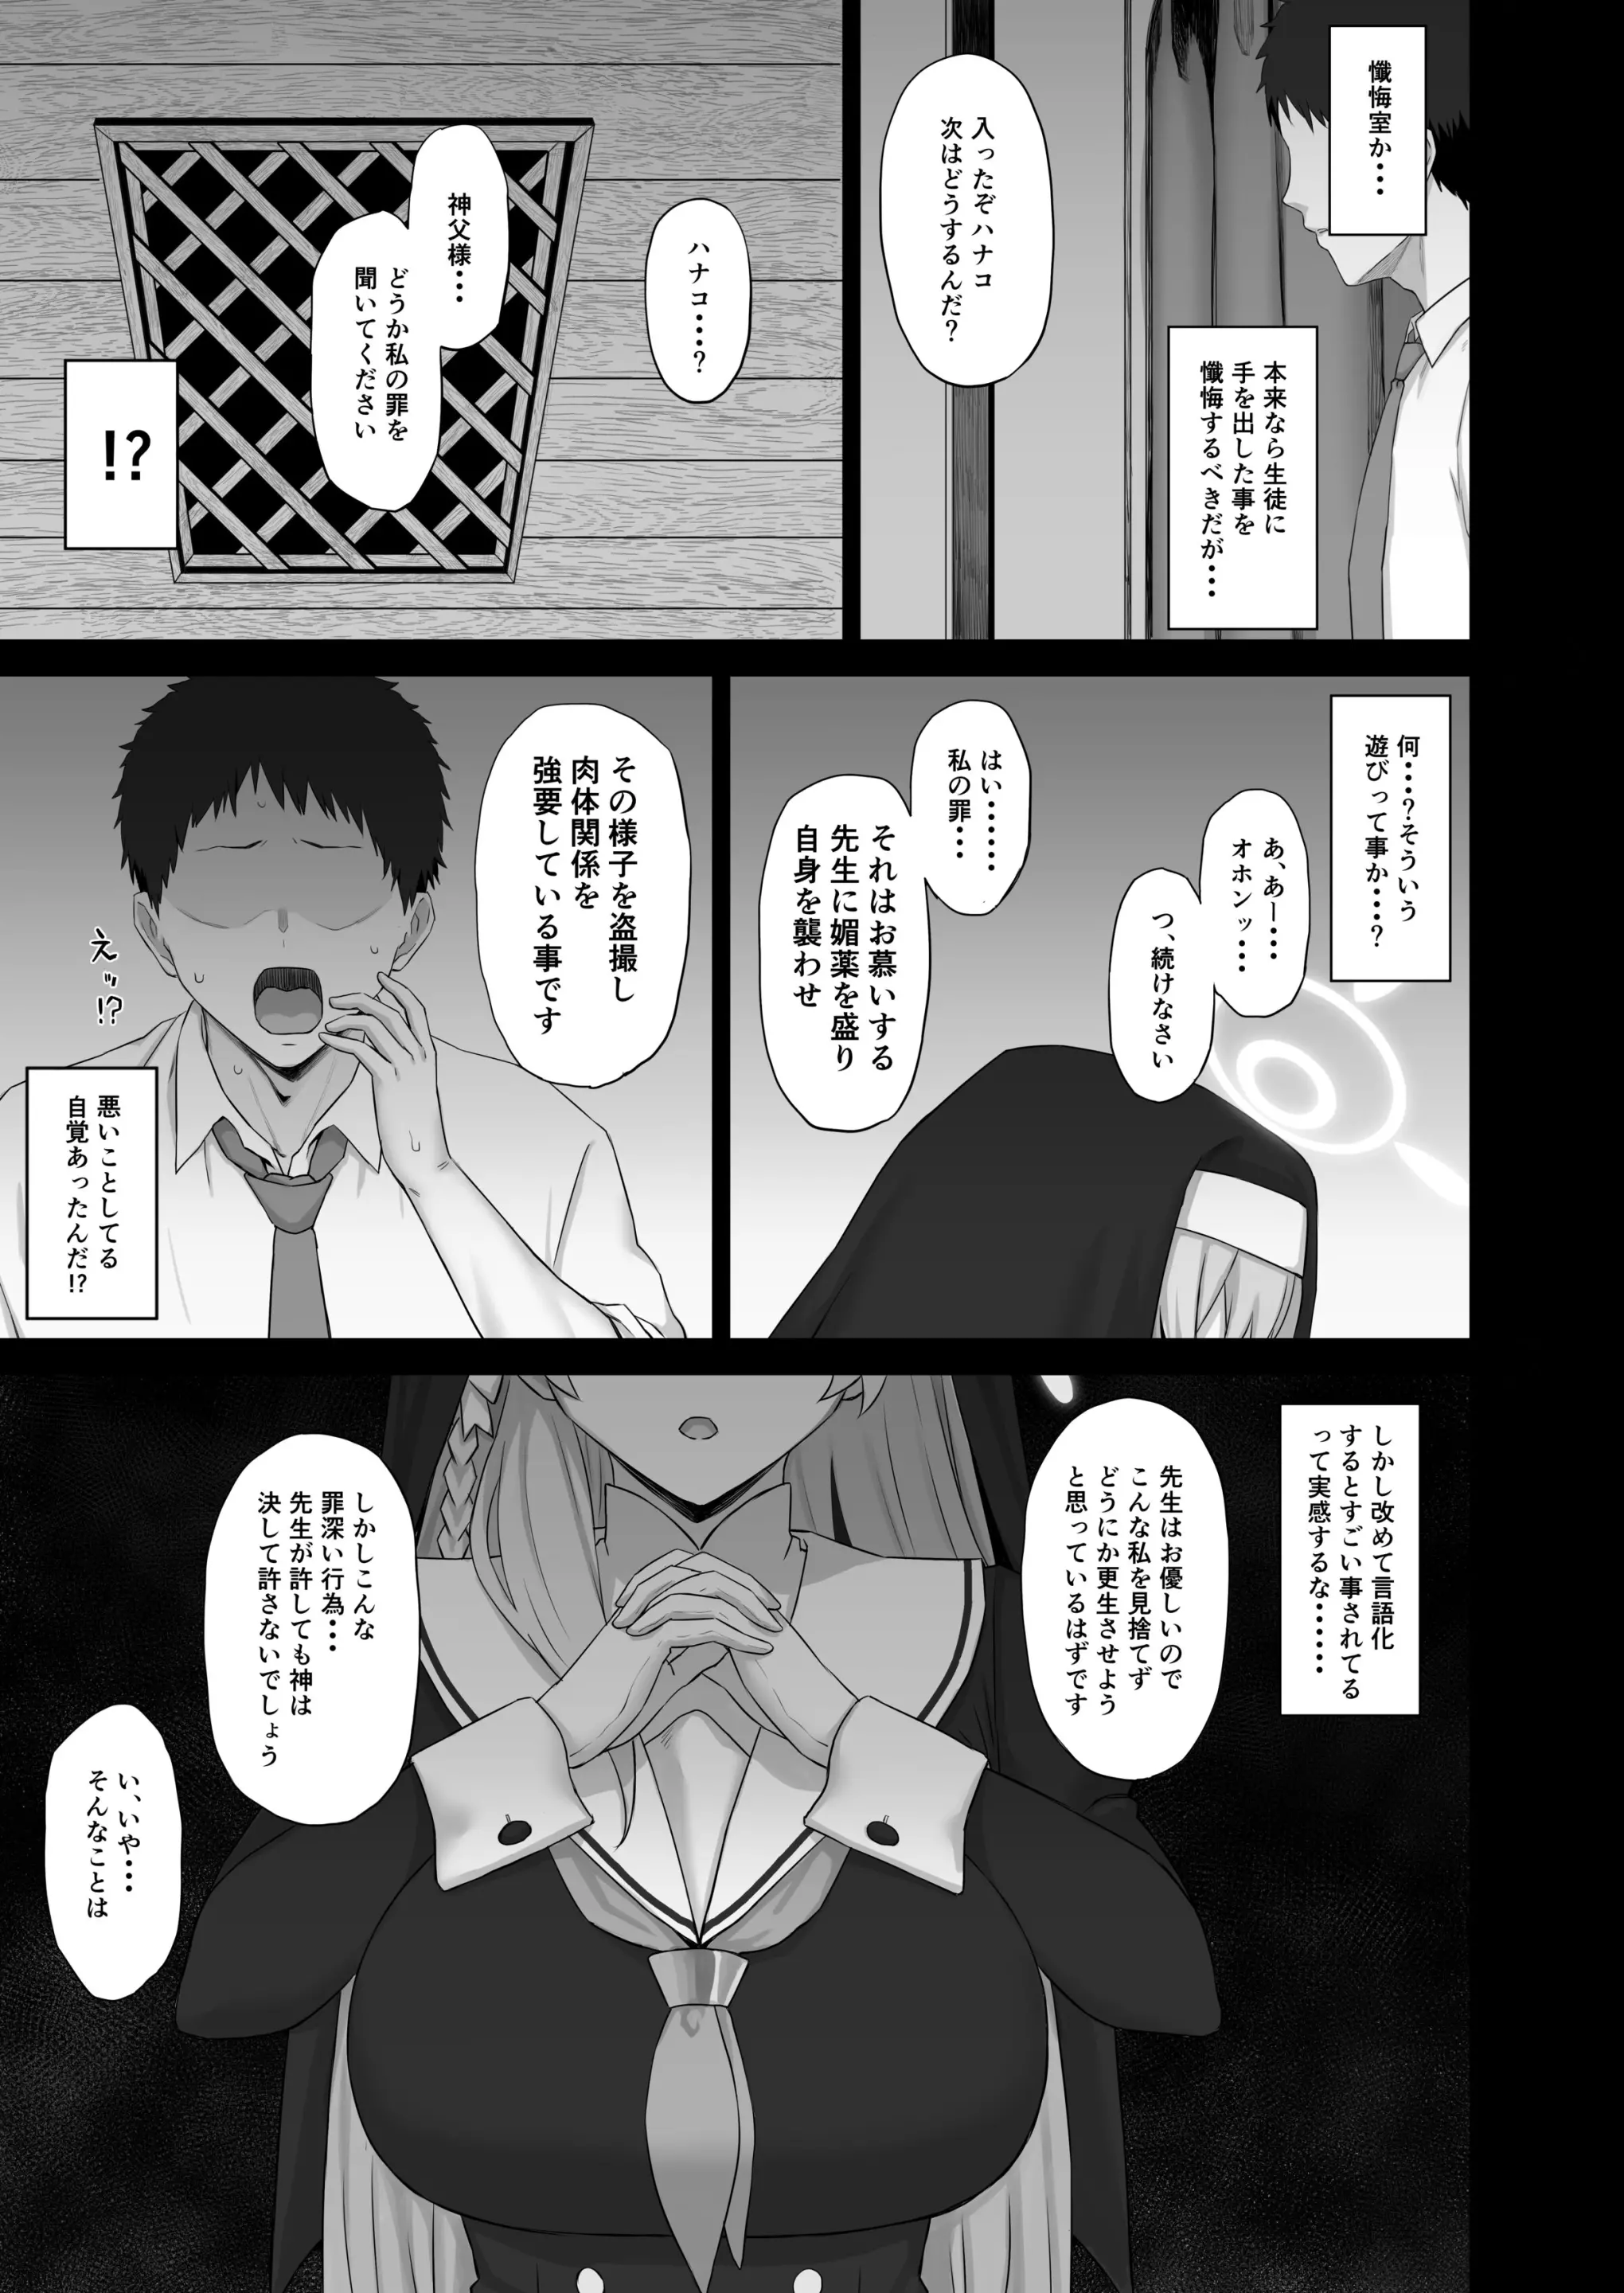 懺悔室か・・・
本来なら生徒に
手を出した事を
懺悔するべきだが・・・
入ったぞハナコ
次はどうするんだ？
ハナコ・・・・？
神父様・・・
どうか私の罪を
聞いてください
!?
何・・・・？そういう
遊びって事か・・・・？
あ、あー・・・
オホンッ・・・
つ、続けなさい
はい・・・・・・
私の罪・・・
それはお慕いする
先生に媚薬を盛り
自身を襲わせ
その様子を盗撮し
肉体関係を
強要している事です
えッ!?
悪いことしてる
自覚あったんだ!?
しかし改めて言語化
するとすごい事されてる
って実感するな・・・・・・
先生はお優しいので
こんな私を見捨てず
どうにか更生させよう
と思っているはずです
しかしこんな
罪深い行為・・・
先生が許しても神は
決して許さないでしょう
い、いや・・・
そんなことは